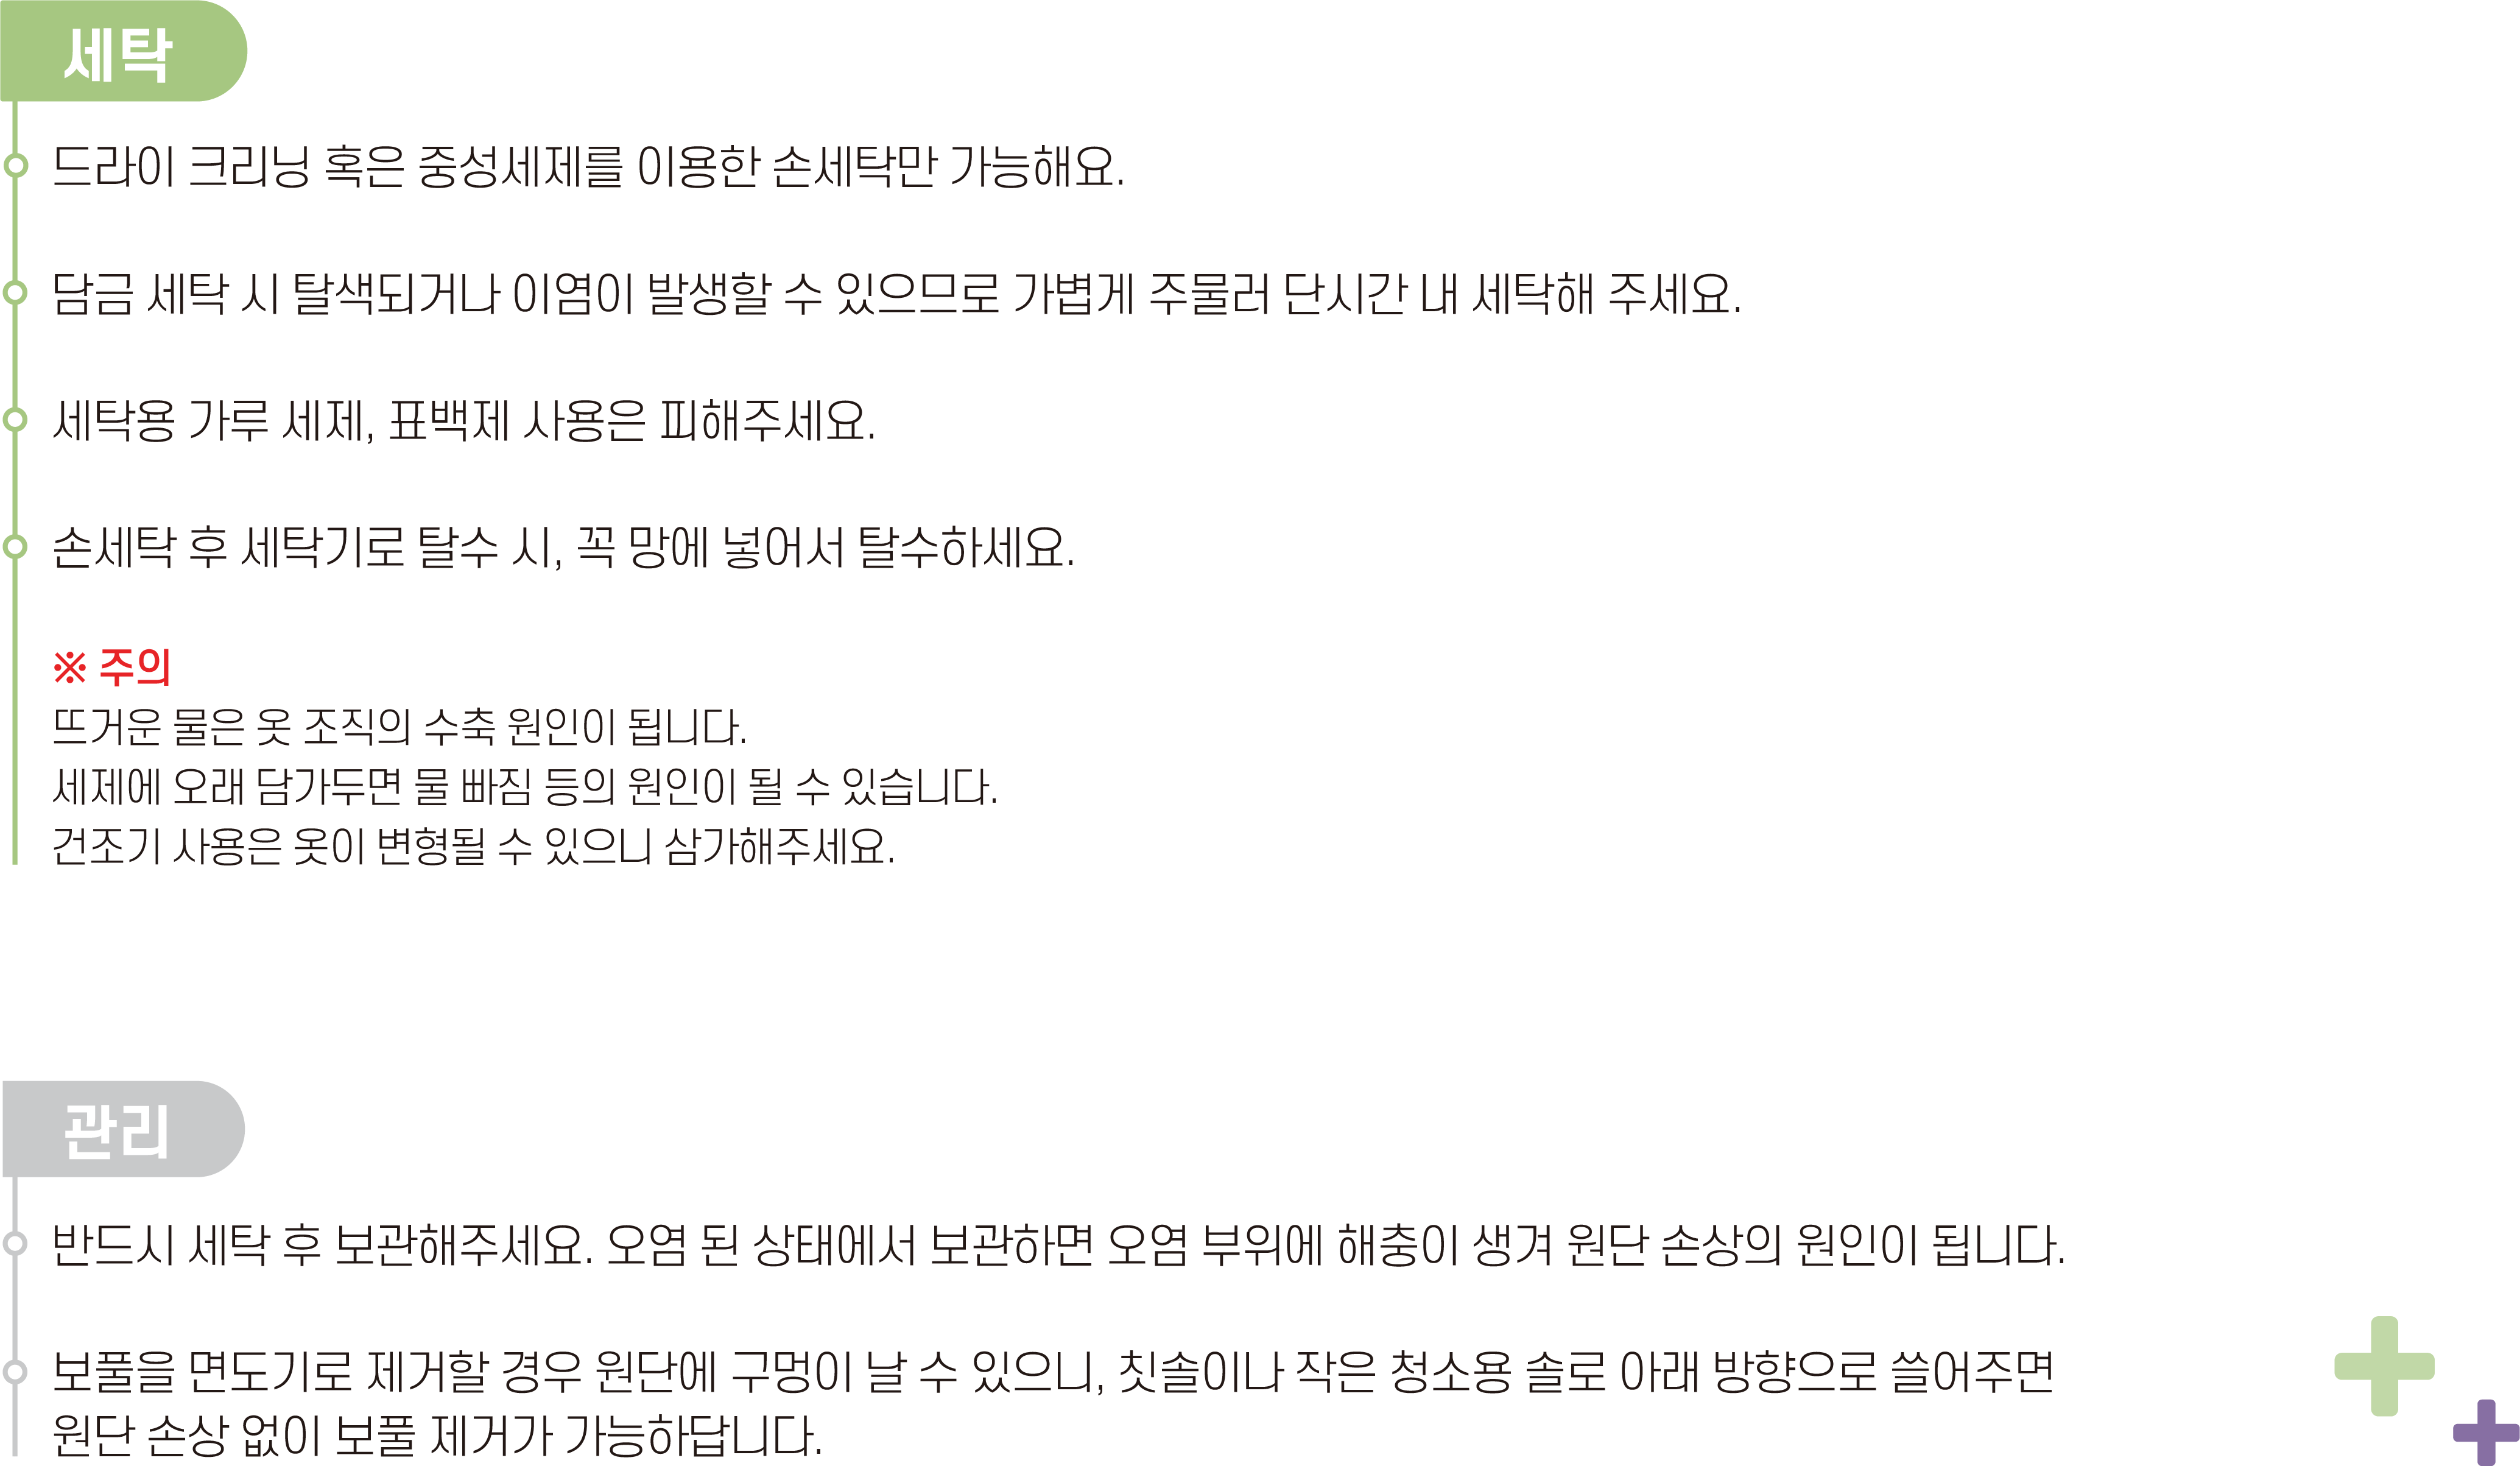 세탁
드라이 크리닝 혹은 중성세제를 이용한 손세탁만 가능해요.
담금 세탁 시 탈색되거나 이염이 발생할 수 있으므로 가볍게 주물러 단시간 내 세탁해 주세요.
세탁용 가루 세제, 표백제 사용은 피해주세요.
손세탁 후 세탁기로 탈수 시, 꼭 망에 넣어서 탈수하세요.
※ 주의
뜨거운 물은 옷 조직의 수축 원인이 됩니다.
세제에 오래 담가두면 물 빠짐 등의 원인이 될 수 있습니다.
건조기 사용은 옷이 변형될 수 있으니 삼가해주세요.
관리
반드시 세탁 후 보관해주세요. 오염 된 상태에서 보관하면 오염 부위에 해충이 생겨 원단 손상의 원인이 됩니다.
보풀을 면도기로 제거할 경우 원단에 구멍이 날 수 있으니, 칫솔이나 작은 청소용 솔로 아래 방향으로 쓸어주면
원단 손상 없이 보풀 제거가 가능하답니다.